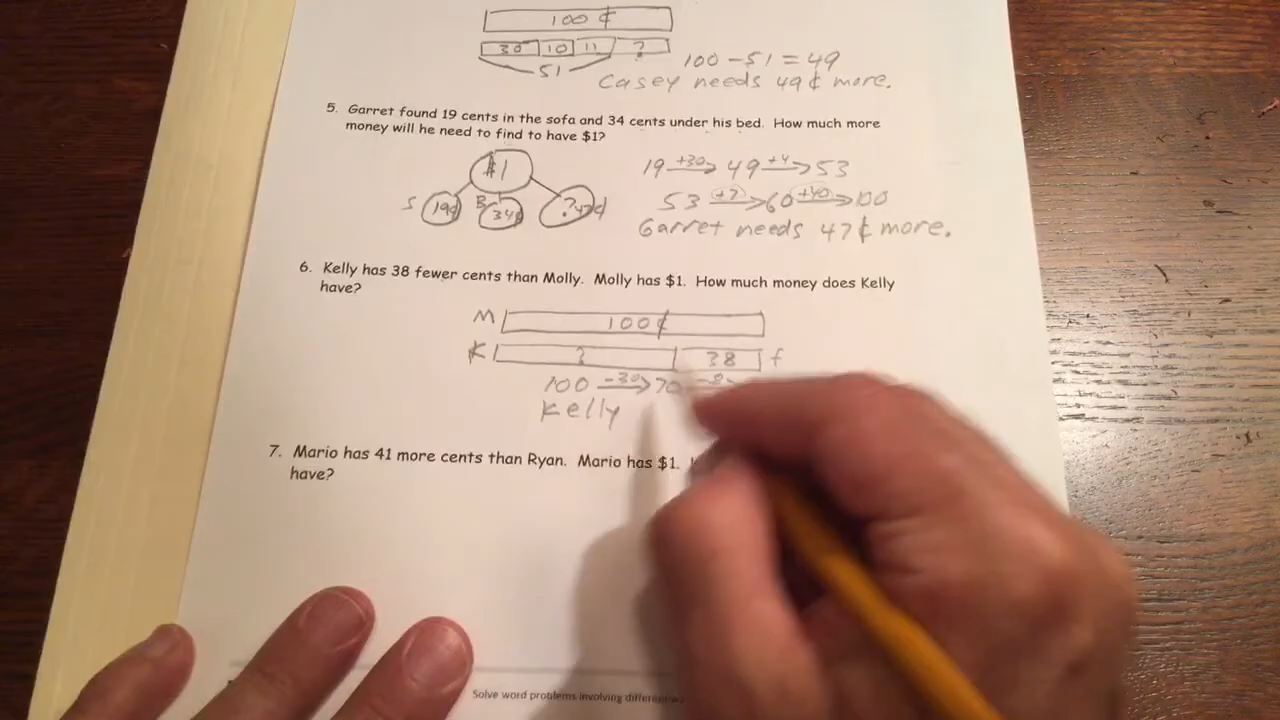 100 ¢
30 10 11 ?
51
100 - 51 = 49
Casey needs 49¢ more.
5. Garret found 19 cents in the sofa and 34 cents under his bed. How much more
money will he need to find to have $1?
$1
S 19¢ B 34¢ ? 47¢
19 +30 49 +4 53
53 +7 60 +40 100
Garret needs 47¢ more.
6. Kelly has 38 fewer cents than Molly. Molly has $1. How much money does Kelly
have?
M 100¢
K ? 38 f
100 -30 70
Kelly
7. Mario has 41 more cents than Ryan. Mario has $1.
have?
Solve word problems involving